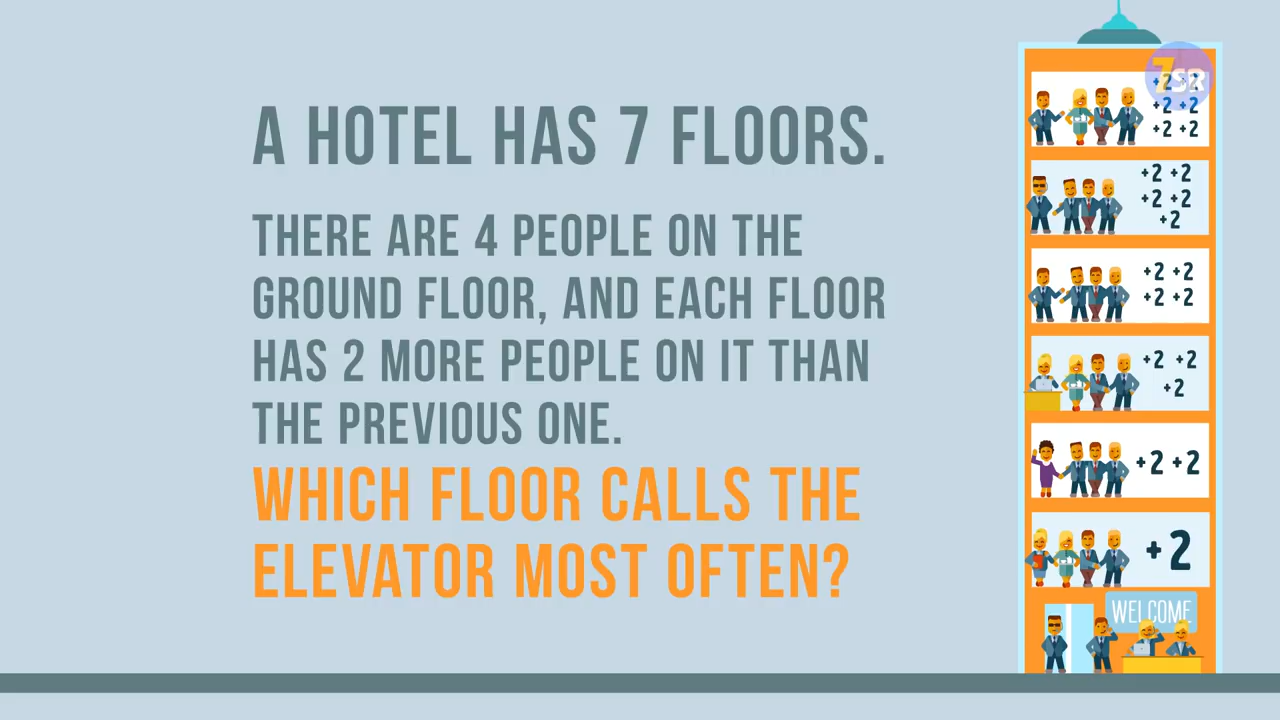 A HOTEL HAS 7 FLOORS.
THERE ARE 4 PEOPLE ON THE
GROUND FLOOR, AND EACH FLOOR
HAS 2 MORE PEOPLE ON IT THAN
THE PREVIOUS ONE.
WHICH FLOOR CALLS THE
ELEVATOR MOST OFTEN?
7SR
+2 +2
+2 +2
+2 +2
+2 +2
+2 +2
+2
+2 +2
+2 +2
+2 +2
+2
+2 +2
+2
WELCOME